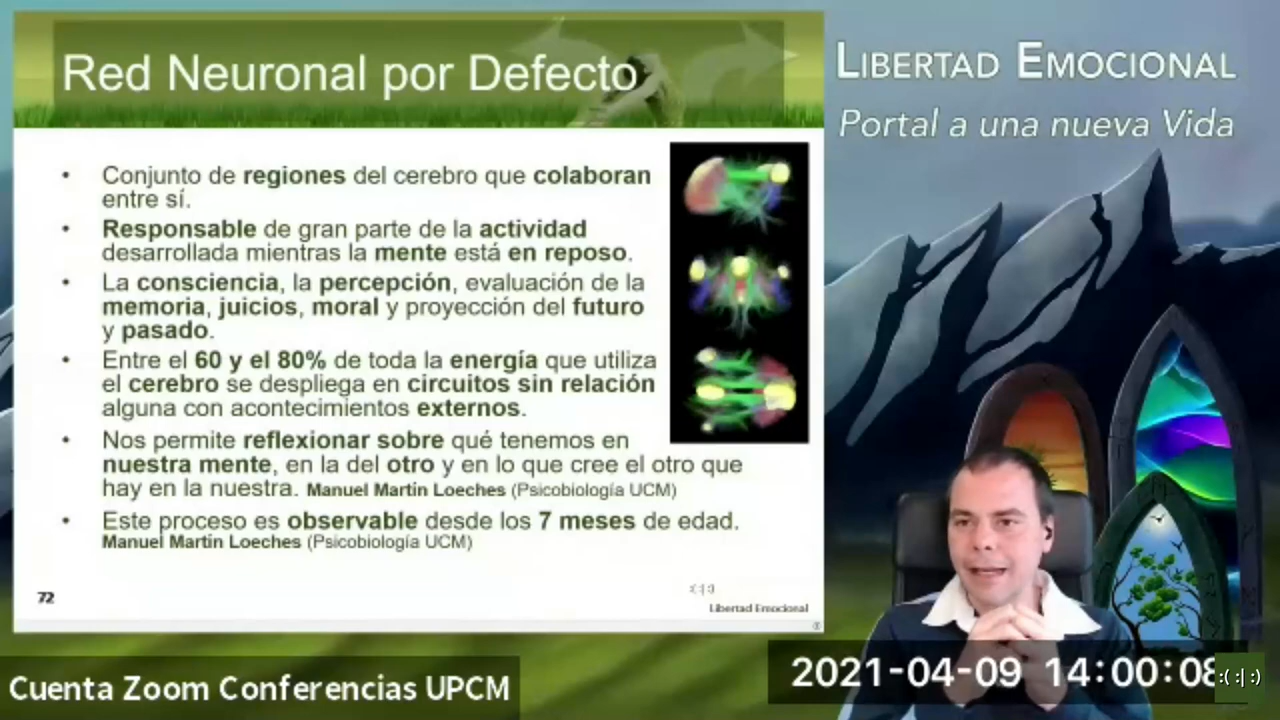 Red Neuronal por Defecto
LIBERTAD EMOCIONAL
Portal a una nueva Vida
• Conjunto de regiones del cerebro que colaboran
entre sí.
• Responsable de gran parte de la actividad
desarrollada mientras la mente está en reposo.
• La consciencia, la percepción, evaluación de la
memoria, juicios, moral y proyección del futuro
y pasado.
• Entre el 60 y el 80% de toda la energía que utiliza
el cerebro se despliega en circuitos sin relación
alguna con acontecimientos externos.
• Nos permite reflexionar sobre qué tenemos en
nuestra mente, en la del otro y en lo que cree el otro que
hay en la nuestra. Manuel Martin Loeches (Psicobiología UCM)
• Este proceso es observable desde los 7 meses de edad.
Manuel Martin Loeches (Psicobiología UCM)
72
Libertad Emocional
Cuenta Zoom Conferencias UPCM
2021-04-09 14:00:08
:( :|:)